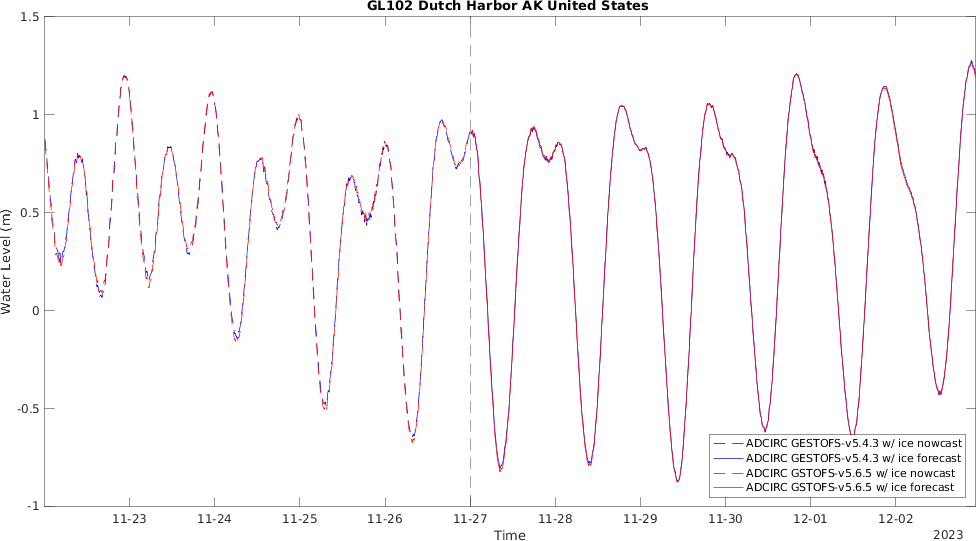 GL102 Dutch Harbor AK United States
1.5
1
0.5
0
-0.5
-1
Water Level (m)
11-23
11-24
11-25
11-26
11-27
11-28
11-29
11-30
12-01
12-02
Time
2023
ADCIRC GESTOFS-v5.4.3 w/ ice nowcast
ADCIRC GESTOFS-v5.4.3 w/ ice forecast
ADCIRC GSTOFS-v5.6.5 w/ ice nowcast
ADCIRC GSTOFS-v5.6.5 w/ ice forecast